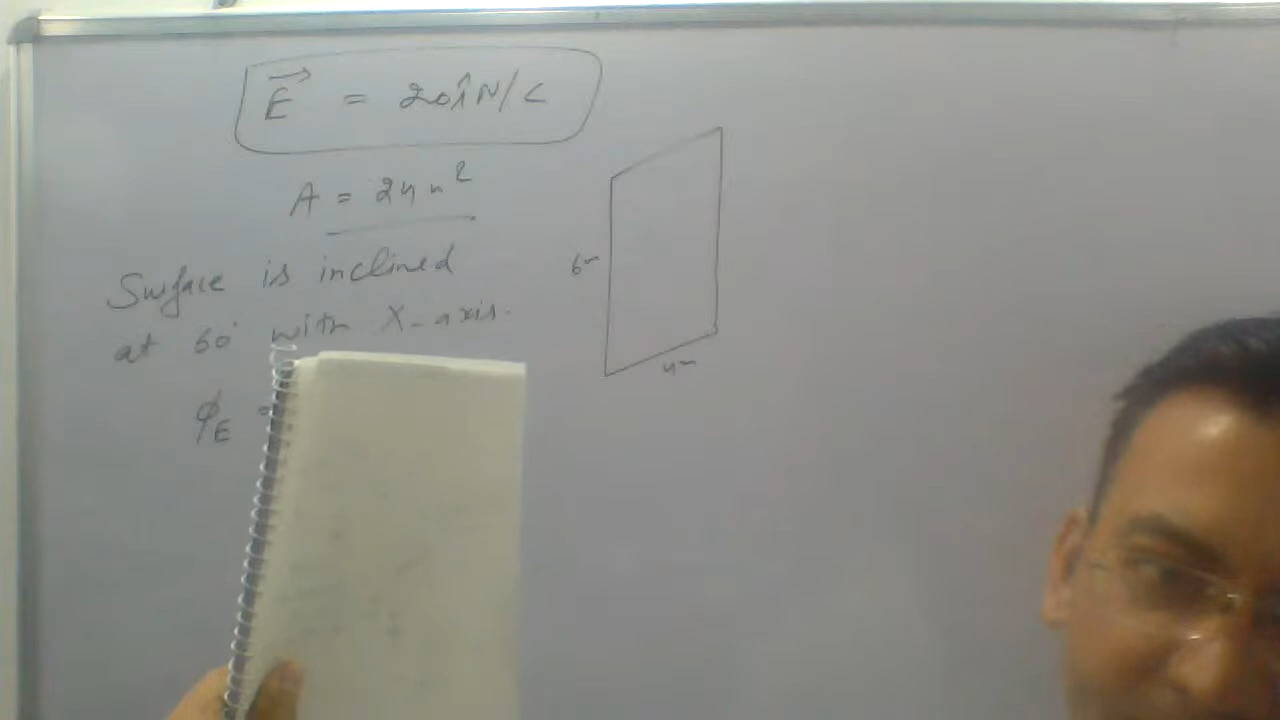 E⃗ = 20î N/C
A = 24 m²
Surface is inclined
at 60° with X-axis.
ϕE =
6m
4m